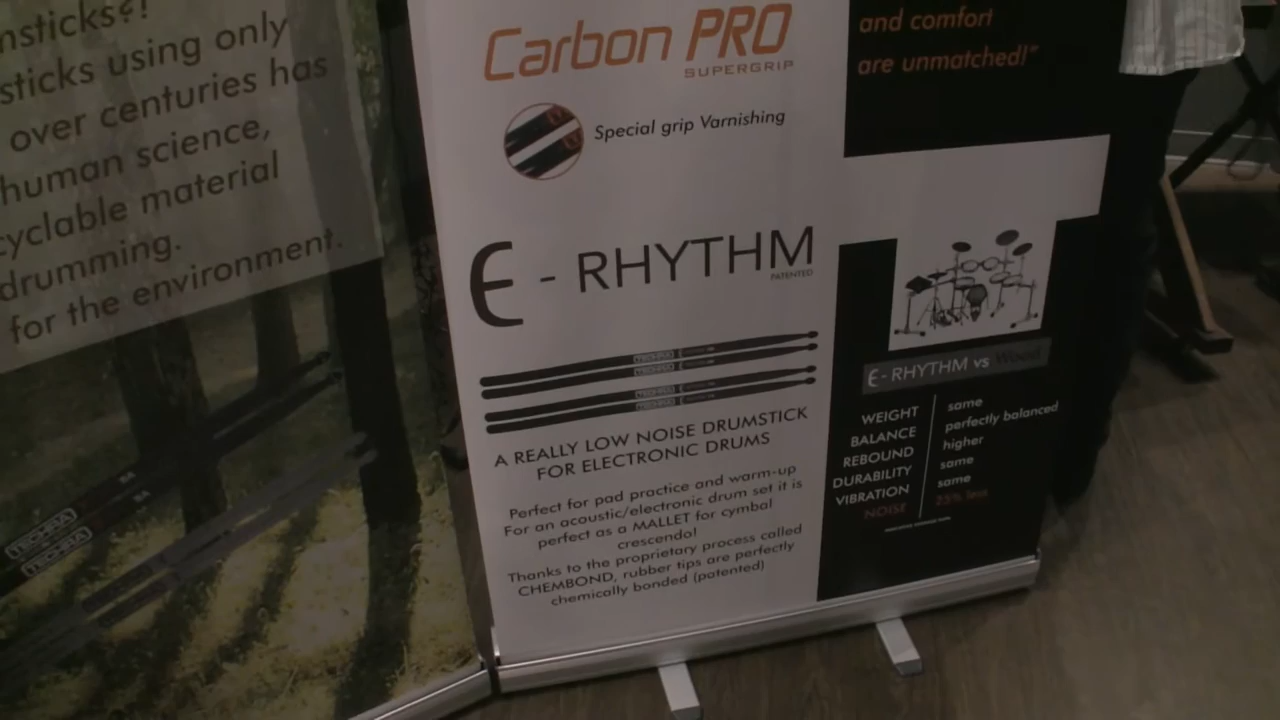 sticks using only
over centuries has
human science,
material
drumming.
for the environment.
TECHRA
TECHRA
Carbon PRO
SUPERGRIP
Special grip Varnishing
E - RHYTHM
PATENTED
A REALLY LOW NOISE DRUMSTICK
FOR ELECTRONIC DRUMS
Perfect for pad practice and warm-up
For an acoustic/electronic drum set it is
perfect as a MALLET for cymbal
crescendo!
Thanks to the proprietary process called
CHEMBOND, rubber tips are perfectly
chemically bonded (patented)
and comfort
are unmatched!"
E - RHYTHM vs Wood
WEIGHT same
BALANCE perfectly balanced
REBOUND higher
DURABILITY same
VIBRATION same
NOISE 25% less